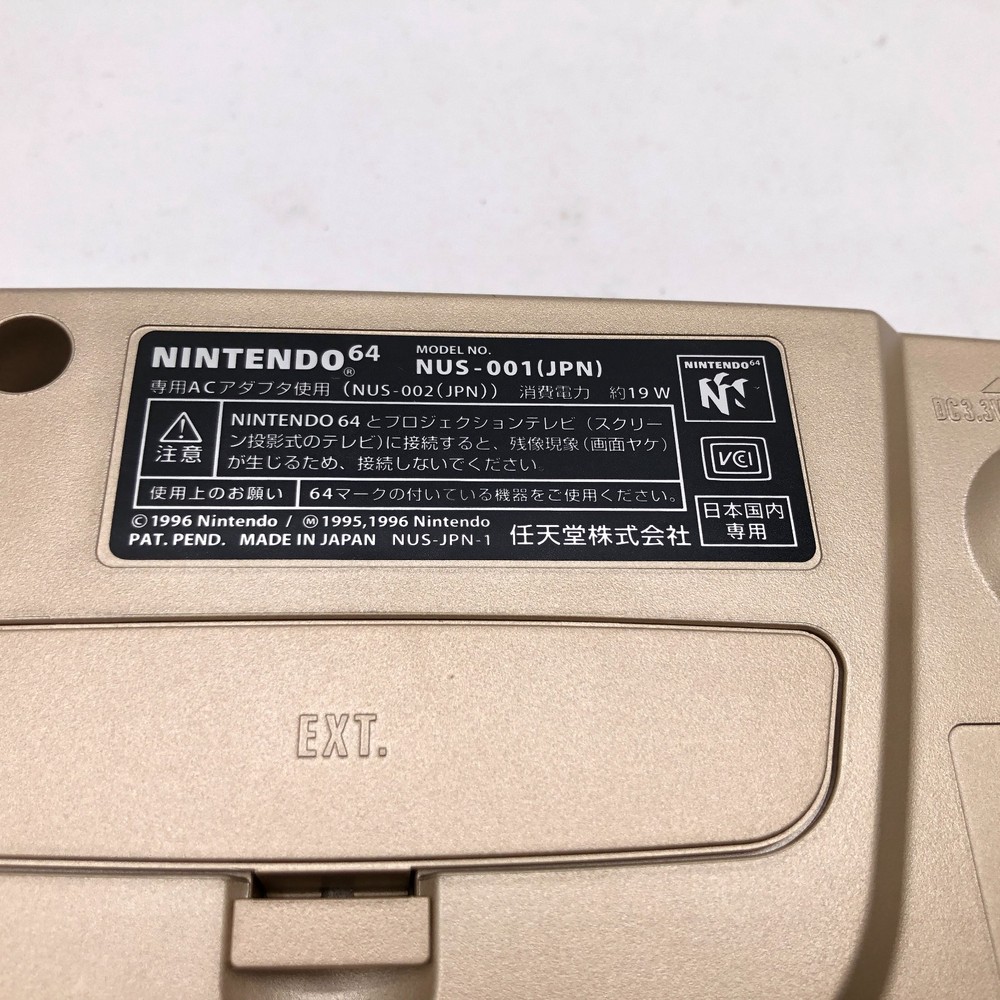 NINTENDO64® MODEL NO. NUS-001(JPN)
専用ACアダプタ使用 (NUS-002(JPN)) 消費電力 約19W
注意
NINTENDO 64 とプロジェクションテレビ (スクリー
ン投影式のテレビ)に接続すると、残像現象(画面ヤケ)
が生じるため、接続しないでください。
使用上のお願い 64マークの付いている機器をご使用ください。
©1996 Nintendo / Ⓜ1995,1996 Nintendo
PAT. PEND. MADE IN JAPAN NUS-JPN-1 任天堂株式会社
NINTENDO64
VCCI
日本国内
専用
DC3.3V
EXT.